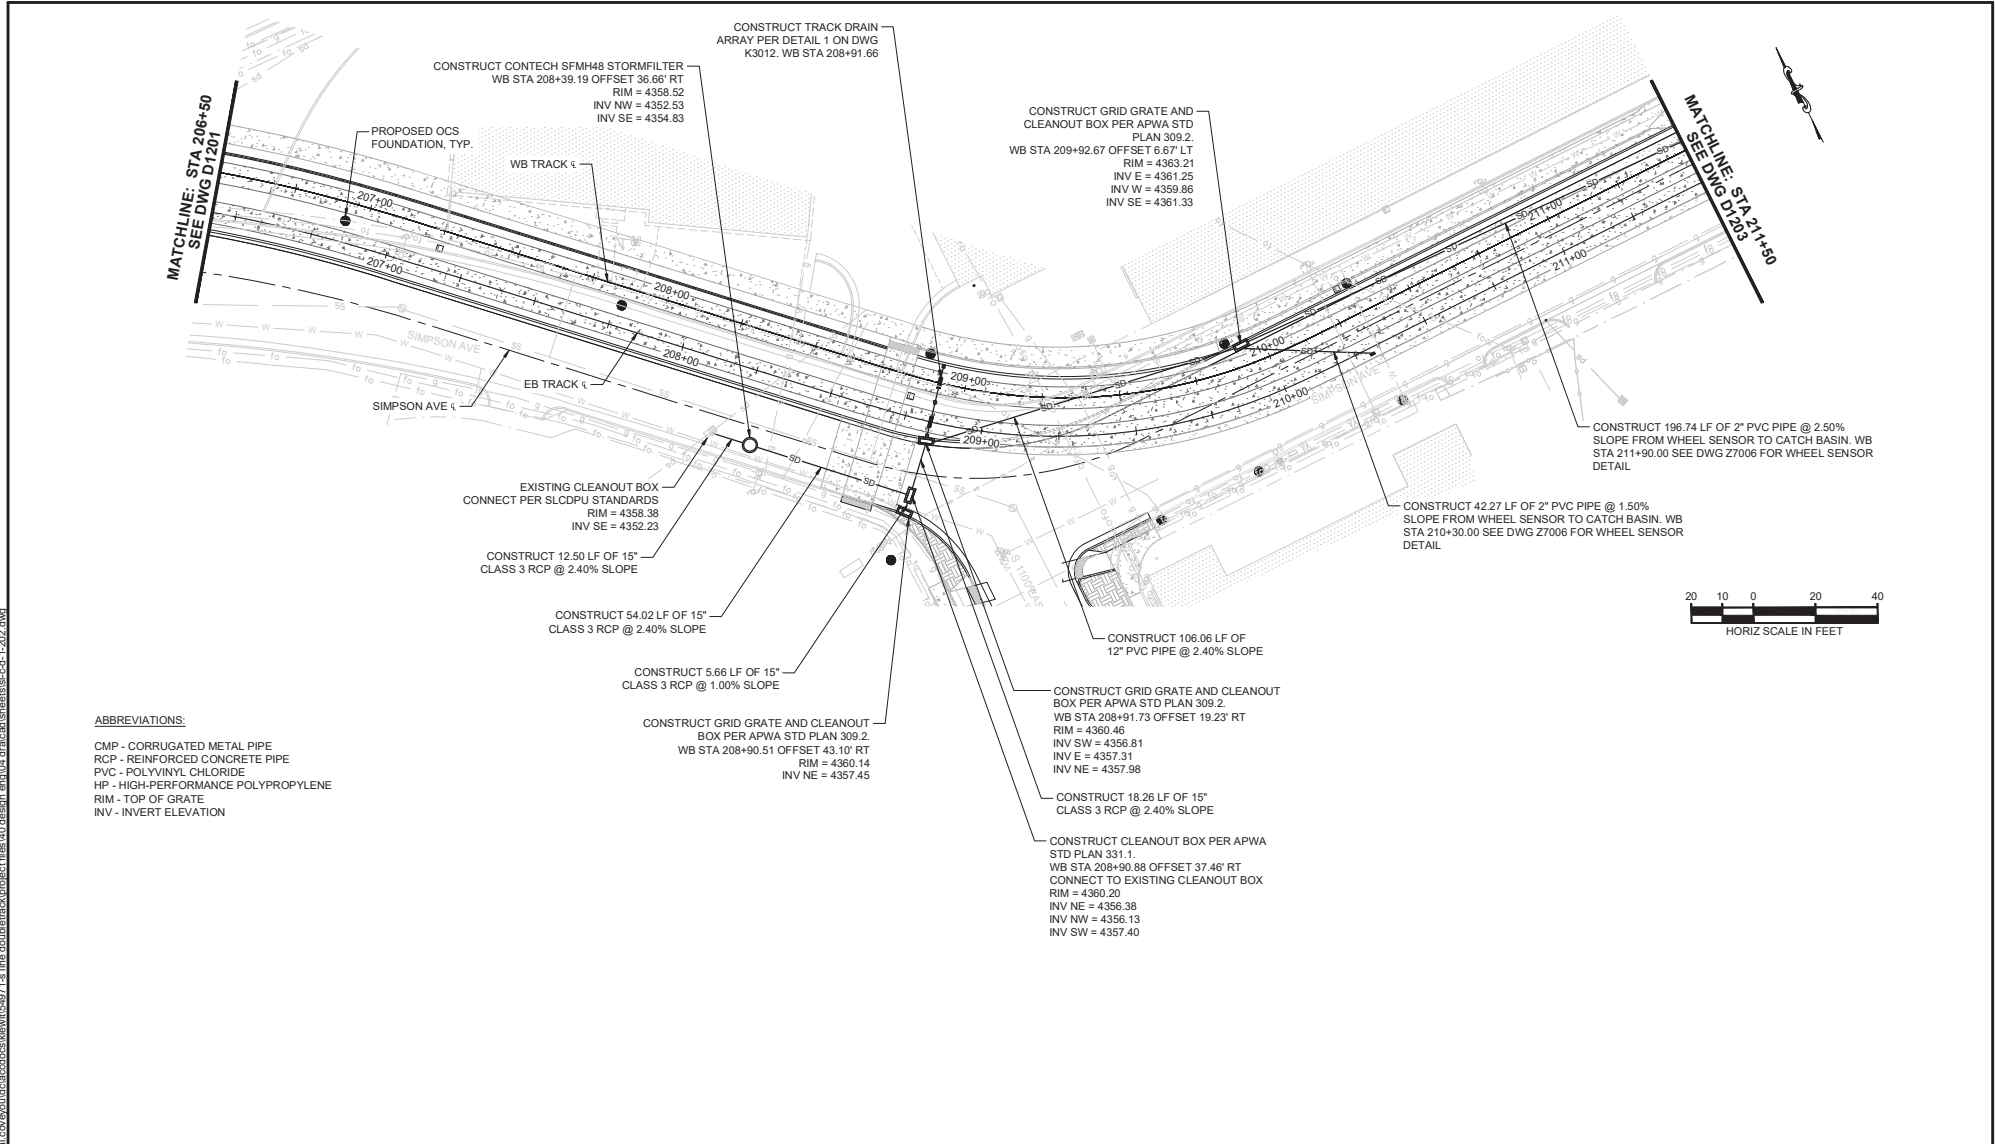 CONSTRUCT TRACK DRAIN
ARRAY PER DETAIL 1 ON DWG
K3012. WB STA 208+91.66
CONSTRUCT CONTECH SFMH48 STORMFILTER
WB STA 208+39.19 OFFSET 36.66' RT
RIM = 4358.52
INV NW = 4352.53
INV SE = 4354.83
CONSTRUCT GRID GRATE AND
CLEANOUT BOX PER APWA STD
PLAN 309.2.
WB STA 209+92.67 OFFSET 6.67' LT
RIM = 4363.21
INV E = 4361.25
INV W = 4359.86
INV SE = 4361.33
MATCHLINE: STA 206+50
SEE DWG D1201
PROPOSED OCS
FOUNDATION, TYP.
WB TRACK ℄
MATCHLINE: STA 211+50
SEE DWG D1203
207+00
207+00
208+00
208+00
209+00
209+00
210+00
210+00
211+00
211+00
SD
SD
SD
SD
SD
SD
SD
SD
SD
SD
SD
SIMPSON AVE
SIMPSON AVE
S 1100 EAS
EB TRACK ℄
SIMPSON AVE ℄
EXISTING CLEANOUT BOX
CONNECT PER SLCDPU STANDARDS
RIM = 4358.38
INV SE = 4352.23
CONSTRUCT 12.50 LF OF 15"
CLASS 3 RCP @ 2.40% SLOPE
CONSTRUCT 54.02 LF OF 15"
CLASS 3 RCP @ 2.40% SLOPE
CONSTRUCT 5.66 LF OF 15"
CLASS 3 RCP @ 1.00% SLOPE
CONSTRUCT GRID GRATE AND CLEANOUT
BOX PER APWA STD PLAN 309.2.
WB STA 208+90.51 OFFSET 43.10' RT
RIM = 4360.14
INV NE = 4357.45
CONSTRUCT 196.74 LF OF 2" PVC PIPE @ 2.50%
SLOPE FROM WHEEL SENSOR TO CATCH BASIN. WB
STA 211+90.00 SEE DWG Z7006 FOR WHEEL SENSOR
DETAIL
CONSTRUCT 42.27 LF OF 2" PVC PIPE @ 1.50%
SLOPE FROM WHEEL SENSOR TO CATCH BASIN. WB
STA 210+30.00 SEE DWG Z7006 FOR WHEEL SENSOR
DETAIL
20 10 0 20 40
HORIZ SCALE IN FEET
CONSTRUCT 106.06 LF OF
12" PVC PIPE @ 2.40% SLOPE
CONSTRUCT GRID GRATE AND CLEANOUT
BOX PER APWA STD PLAN 309.2.
WB STA 208+91.73 OFFSET 19.23' RT
RIM = 4360.46
INV SW = 4356.81
INV E = 4357.31
INV NE = 4357.98
CONSTRUCT 18.26 LF OF 15"
CLASS 3 RCP @ 2.40% SLOPE
CONSTRUCT CLEANOUT BOX PER APWA
STD PLAN 331.1.
WB STA 208+90.88 OFFSET 37.46' RT
CONNECT TO EXISTING CLEANOUT BOX
RIM = 4360.20
INV NE = 4356.38
INV NW = 4356.13
INV SW = 4357.40
ABBREVIATIONS:
CMP - CORRUGATED METAL PIPE
RCP - REINFORCED CONCRETE PIPE
PVC - POLYVINYL CHLORIDE
HP - HIGH-PERFORMANCE POLYPROPYLENE
RIM - TOP OF GRATE
INV - INVERT ELEVATION